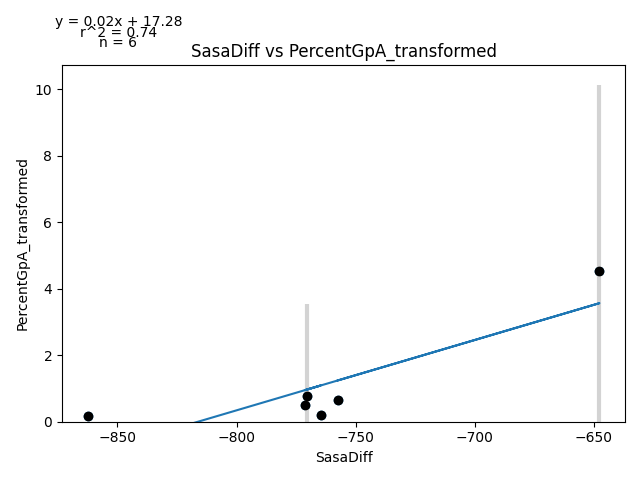 y = 0.02x + 17.28
r^2 = 0.74
n = 6
SasaDiff vs PercentGpA_transformed
PercentGpA_transformed
10
8
6
4
2
0
−850
−800
−750
−700
−650
SasaDiff